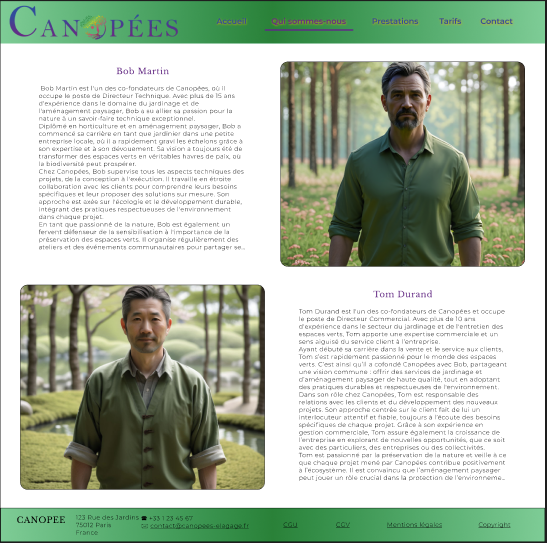 CANOPÉES
Accueil
Qui sommes-nous
Prestations
Tarifs
Contact
Bob Martin
Bob Martin est l'un des co-fondateurs de Canopées, où il
occupe le poste de Directeur Technique. Avec plus de 15 ans
d'expérience dans le domaine du jardinage et de
l'aménagement paysager, Bob a su allier sa passion pour la
nature à un savoir-faire technique exceptionnel.
Diplômé en horticulture et en aménagement paysager, Bob a
commencé sa carrière en tant que jardinier dans une petite
entreprise locale, où il a rapidement gravi les échelons grâce à
son expertise et à son dévouement. Sa vision a toujours été de
transformer des espaces verts en véritables havres de paix, où
la biodiversité peut prospérer.
Chez Canopées, Bob supervise tous les aspects techniques des
projets, de la conception à l'exécution. Il travaille en étroite
collaboration avec les clients pour comprendre leurs besoins
spécifiques et leur proposer des solutions sur mesure. Son
approche est axée sur l'écologie et le développement durable,
intégrant des pratiques respectueuses de l'environnement
dans chaque projet.
En tant que passionné de la nature, Bob est également un
fervent défenseur de la sensibilisation à l'importance de la
préservation des espaces verts. Il organise régulièrement des
ateliers et des événements communautaires pour partager se...
Tom Durand
Tom Durand est l'un des co-fondateurs de Canopées et occupe
le poste de Directeur Commercial. Avec plus de 10 ans
d'expérience dans le secteur du jardinage et de l'entretien des
espaces verts, Tom apporte une expertise commerciale et un
sens aiguisé du service client à l'entreprise.
Ayant débuté sa carrière dans la vente et le service aux clients,
Tom s'est rapidement passionné pour le monde des espaces
verts. C'est ainsi qu'il a cofondé Canopées avec Bob, partageant
une vision commune : offrir des services de jardinage et
d'aménagement paysager de haute qualité, tout en adoptant
des pratiques durables et respectueuses de l'environnement.
Dans son rôle chez Canopées, Tom est responsable des
relations avec les clients et du développement des nouveaux
projets. Son approche centrée sur le client fait de lui un
interlocuteur attentif et fiable, toujours à l'écoute des besoins
spécifiques de chaque projet. Grâce à son expérience en
gestion commerciale, Tom assure également la croissance de
l'entreprise en explorant de nouvelles opportunités, que ce soit
avec des particuliers, des entreprises ou des collectivités.
Tom est passionné par la préservation de la nature et veille à ce
que chaque projet mené par Canopées contribue positivement
à l'écosystème. Il est convaincu que l'aménagement paysager
peut jouer un rôle crucial dans la protection de l'environneme...
CANOPEE
123 Rue des Jardins
75012 Paris
France
☎ +33 1 23 45 67
✉ contact@canopees-elagage.fr
CGU
CGV
Mentions légales
Copyright